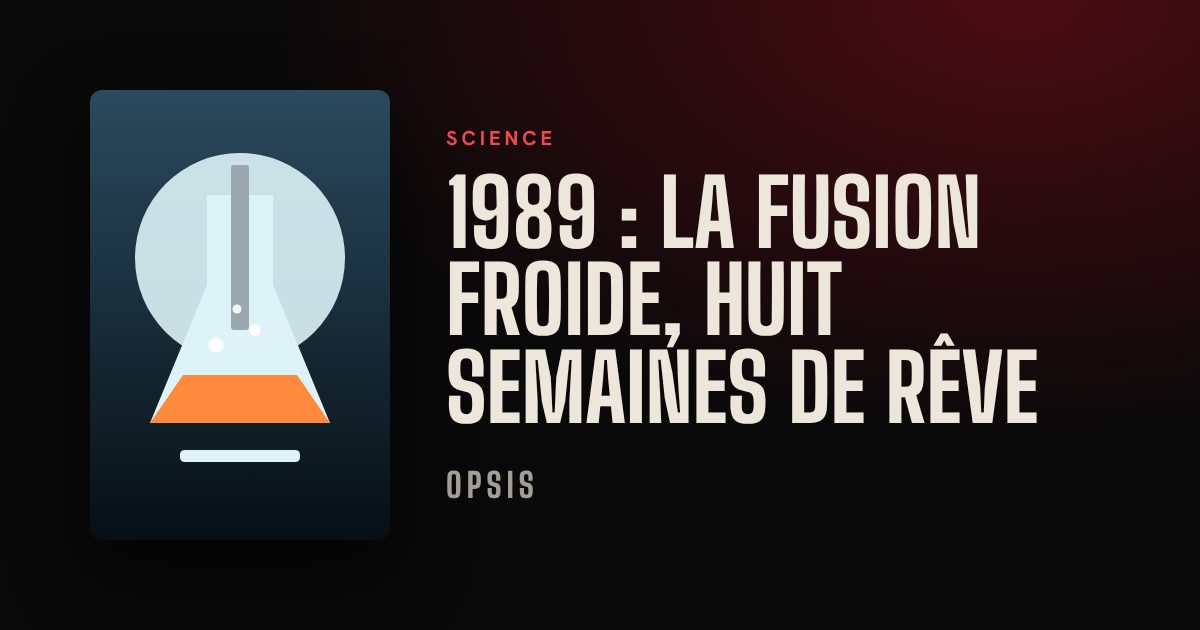 SCIENCE
1989 : LA FUSION
FROIDE, HUIT
SEMAINES DE RÊVE
OPSIS